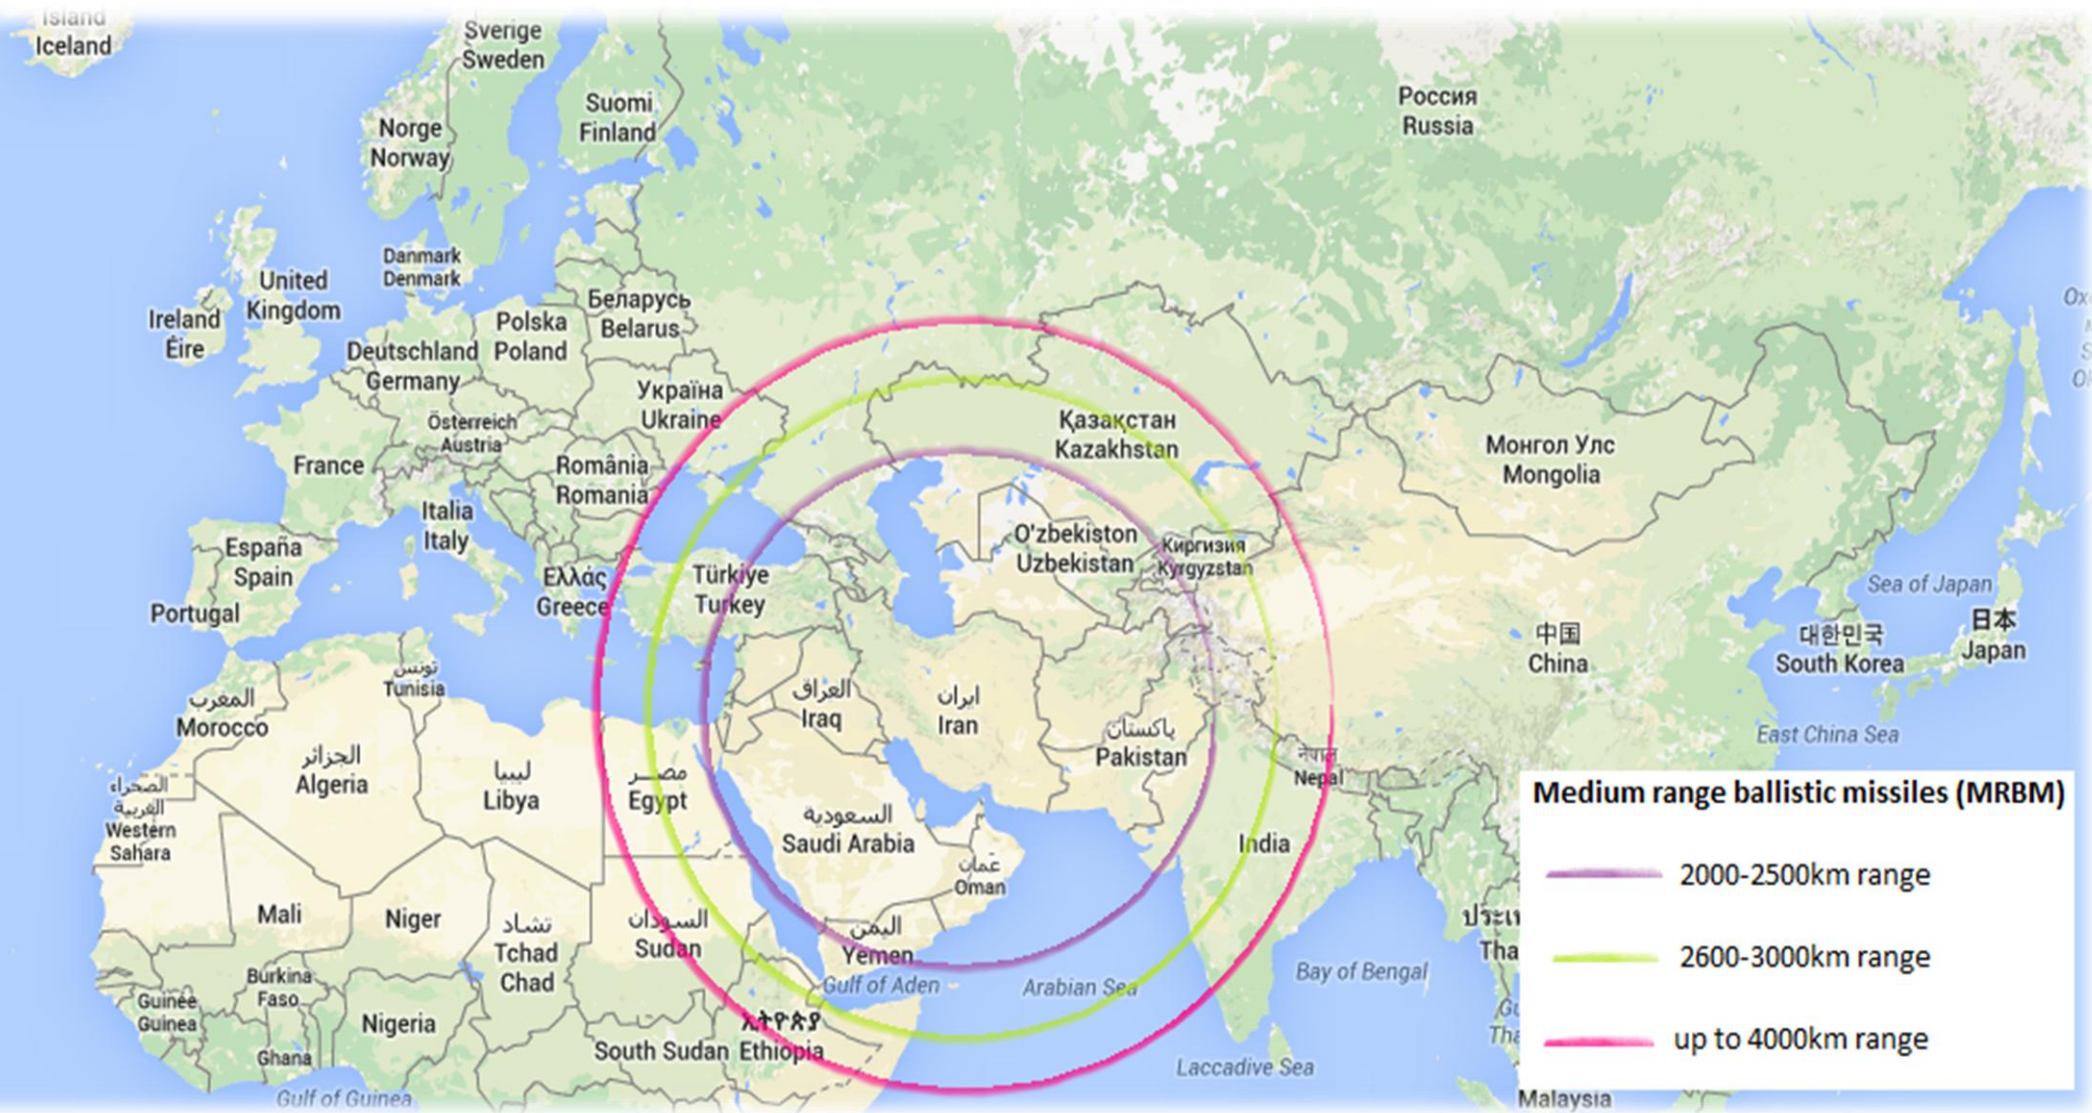 Island
Iceland
Sverige
Sweden
Suomi
Finland
Norge
Norway
Россия
Russia
Danmark
Denmark
United
Kingdom
Ireland
Éire
Беларусь
Belarus
Polska
Poland
Deutschland
Germany
Україна
Ukraine
Österreich
Austria
France
România
Romania
Қазақстан
Kazakhstan
Монгол Улс
Mongolia
Italia
Italy
España
Spain
Portugal
Ελλάς
Greece
Türkiye
Turkey
O'zbekiston
Uzbekistan
Киргизия
Kyrgyzstan
Sea of Japan
日本
Japan
대한민국
South Korea
中国
China
تونس
Tunisia
المغرب
Morocco
العراق
Iraq
ایران
Iran
پاکستان
Pakistan
East China Sea
الجزائر
Algeria
ليبيا
Libya
مصر
Egypt
नेपाल
Nepal
الصحراء
الغربية
Western
Sahara
السعودية
Saudi Arabia
India
عمان
Oman
Mali
Niger
تشاد
Tchad
Chad
السودان
Sudan
اليمن
Yemen
Gulf of Aden
Arabian Sea
Bay of Bengal
Burkina
Faso
Guinée
Guinea
Nigeria
Ghana
South Sudan
ኢትዮጵያ
Ethiopia
Gulf of Guinea
Laccadive Sea
Malaysia
Medium range ballistic missiles (MRBM)
2000-2500km range
2600-3000km range
up to 4000km range